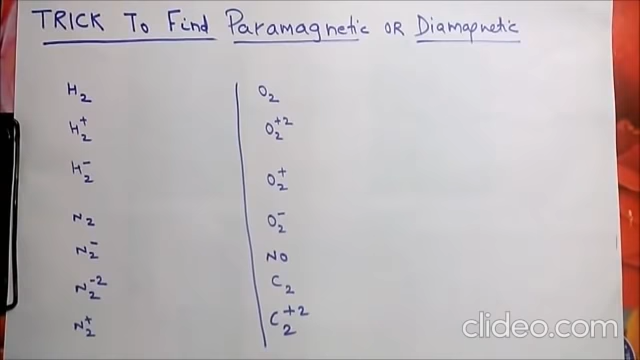 TRICK To Find Paramagnetic OR Diamagnetic
H2
H2+
H2-
N2
N2-
N2-2
N2+
O2
O2+2
O2+
O2-
NO
C2
C2+2
clideo.com